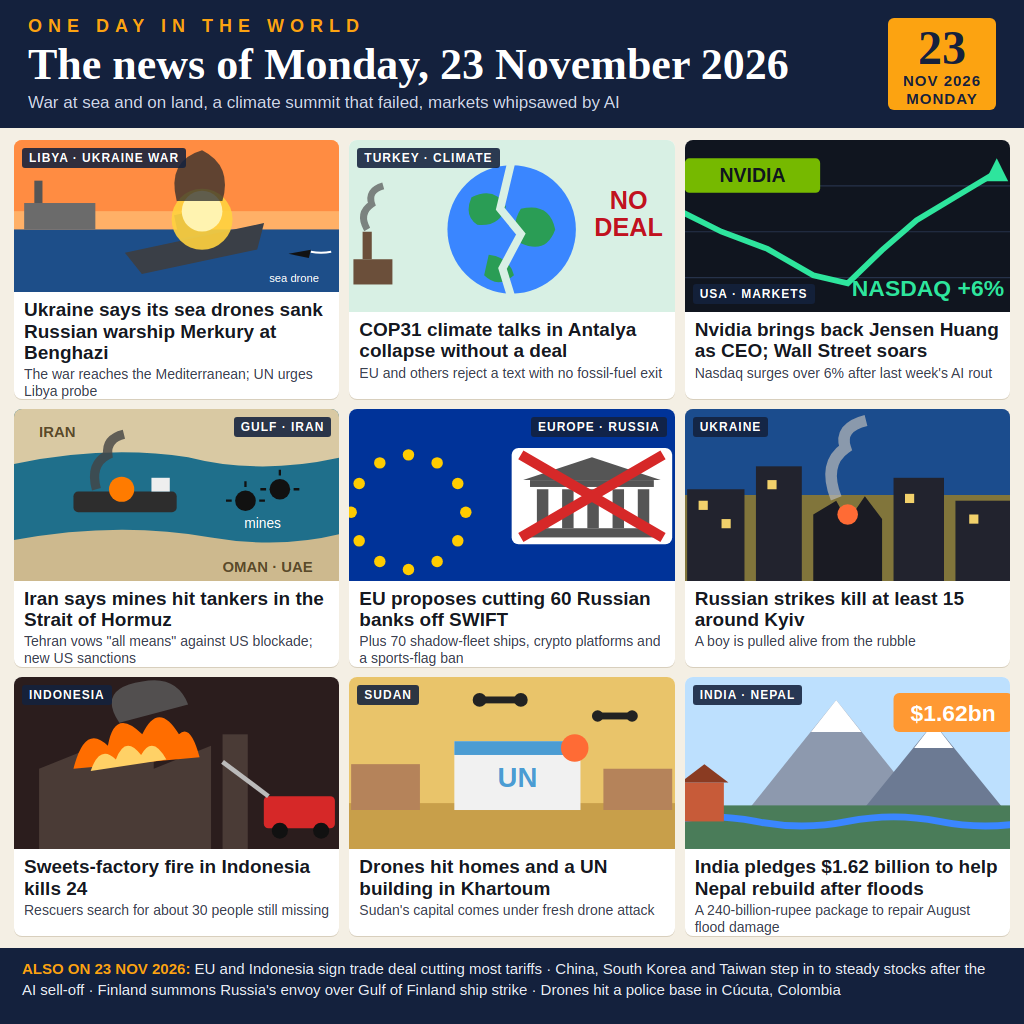 ONE DAY IN THE WORLD
The news of Monday, 23 November 2026
War at sea and on land, a climate summit that failed, markets whipsawed by AI
23
NOV 2026
MONDAY
LIBYA · UKRAINE WAR
sea drone
Ukraine says its sea drones sank
Russian warship Merkury at
Benghazi
The war reaches the Mediterranean; UN urges
Libya probe
TURKEY · CLIMATE
NO
DEAL
COP31 climate talks in Antalya
collapse without a deal
EU and others reject a text with no fossil-fuel exit
NVIDIA
USA · MARKETS
NASDAQ +6%
Nvidia brings back Jensen Huang
as CEO; Wall Street soars
Nasdaq surges over 6% after last week's AI rout
GULF · IRAN
IRAN
mines
OMAN · UAE
Iran says mines hit tankers in the
Strait of Hormuz
Tehran vows "all means" against US blockade;
new US sanctions
EUROPE · RUSSIA
EU proposes cutting 60 Russian
banks off SWIFT
Plus 70 shadow-fleet ships, crypto platforms and
a sports-flag ban
UKRAINE
Russian strikes kill at least 15
around Kyiv
A boy is pulled alive from the rubble
INDONESIA
Sweets-factory fire in Indonesia
kills 24
Rescuers search for about 30 people still missing
SUDAN
UN
Drones hit homes and a UN
building in Khartoum
Sudan's capital comes under fresh drone attack
INDIA · NEPAL
$1.62bn
India pledges $1.62 billion to help
Nepal rebuild after floods
A 240-billion-rupee package to repair August
flood damage
ALSO ON 23 NOV 2026: EU and Indonesia sign trade deal cutting most tariffs · China, South Korea and Taiwan step in to steady stocks after the
AI sell-off · Finland summons Russia's envoy over Gulf of Finland ship strike · Drones hit a police base in Cúcuta, Colombia